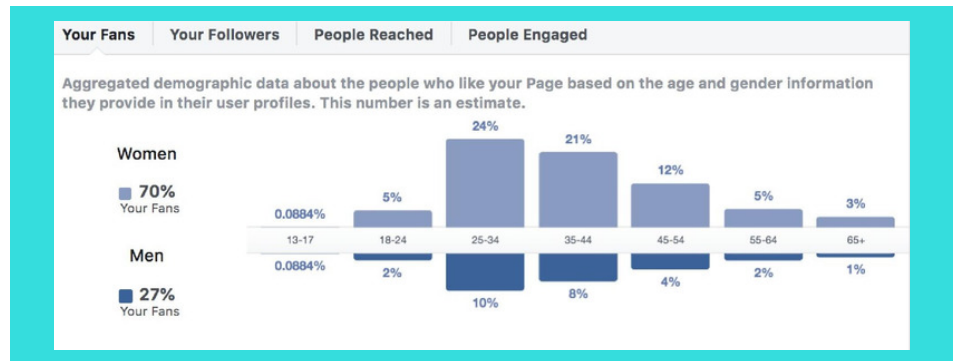 Your Fans Your Followers People Reached People Engaged
Aggregated demographic data about the people who like your Page based on the age and gender information
they provide in their user profiles. This number is an estimate.
Women
70%
Your Fans
0.0884% 5% 24% 21% 12% 5% 3%
13-17 18-24 25-34 35-44 45-54 55-64 65+
Men
27%
Your Fans
0.0884% 2% 10% 8% 4% 2% 1%